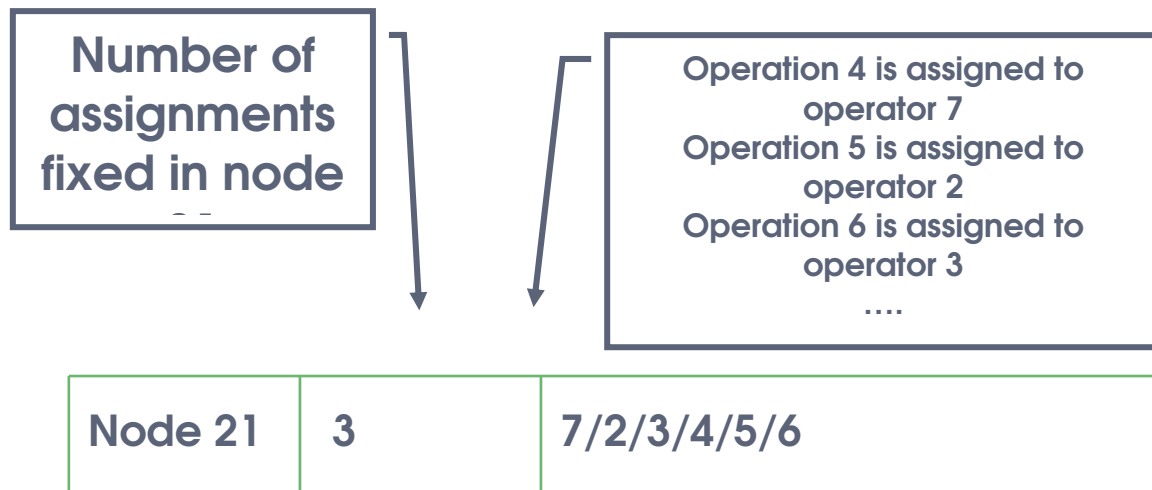 Number of
assignments
fixed in node
Operation 4 is assigned to
operator 7
Operation 5 is assigned to
operator 2
Operation 6 is assigned to
operator 3
....
Node 21
3
7/2/3/4/5/6